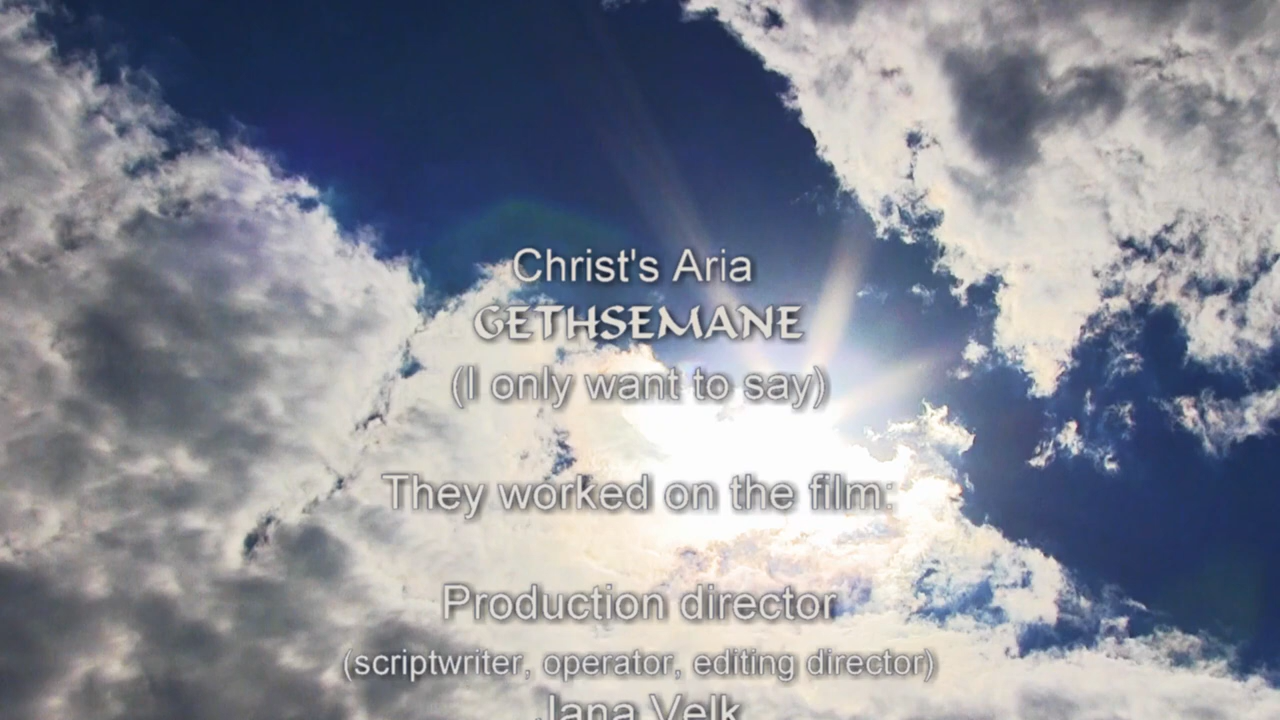 Christ's Aria
GETHSEMANE
(I only want to say)
They worked on the film:
Production director
(scriptwriter, operator, editing director)
Jana Velk